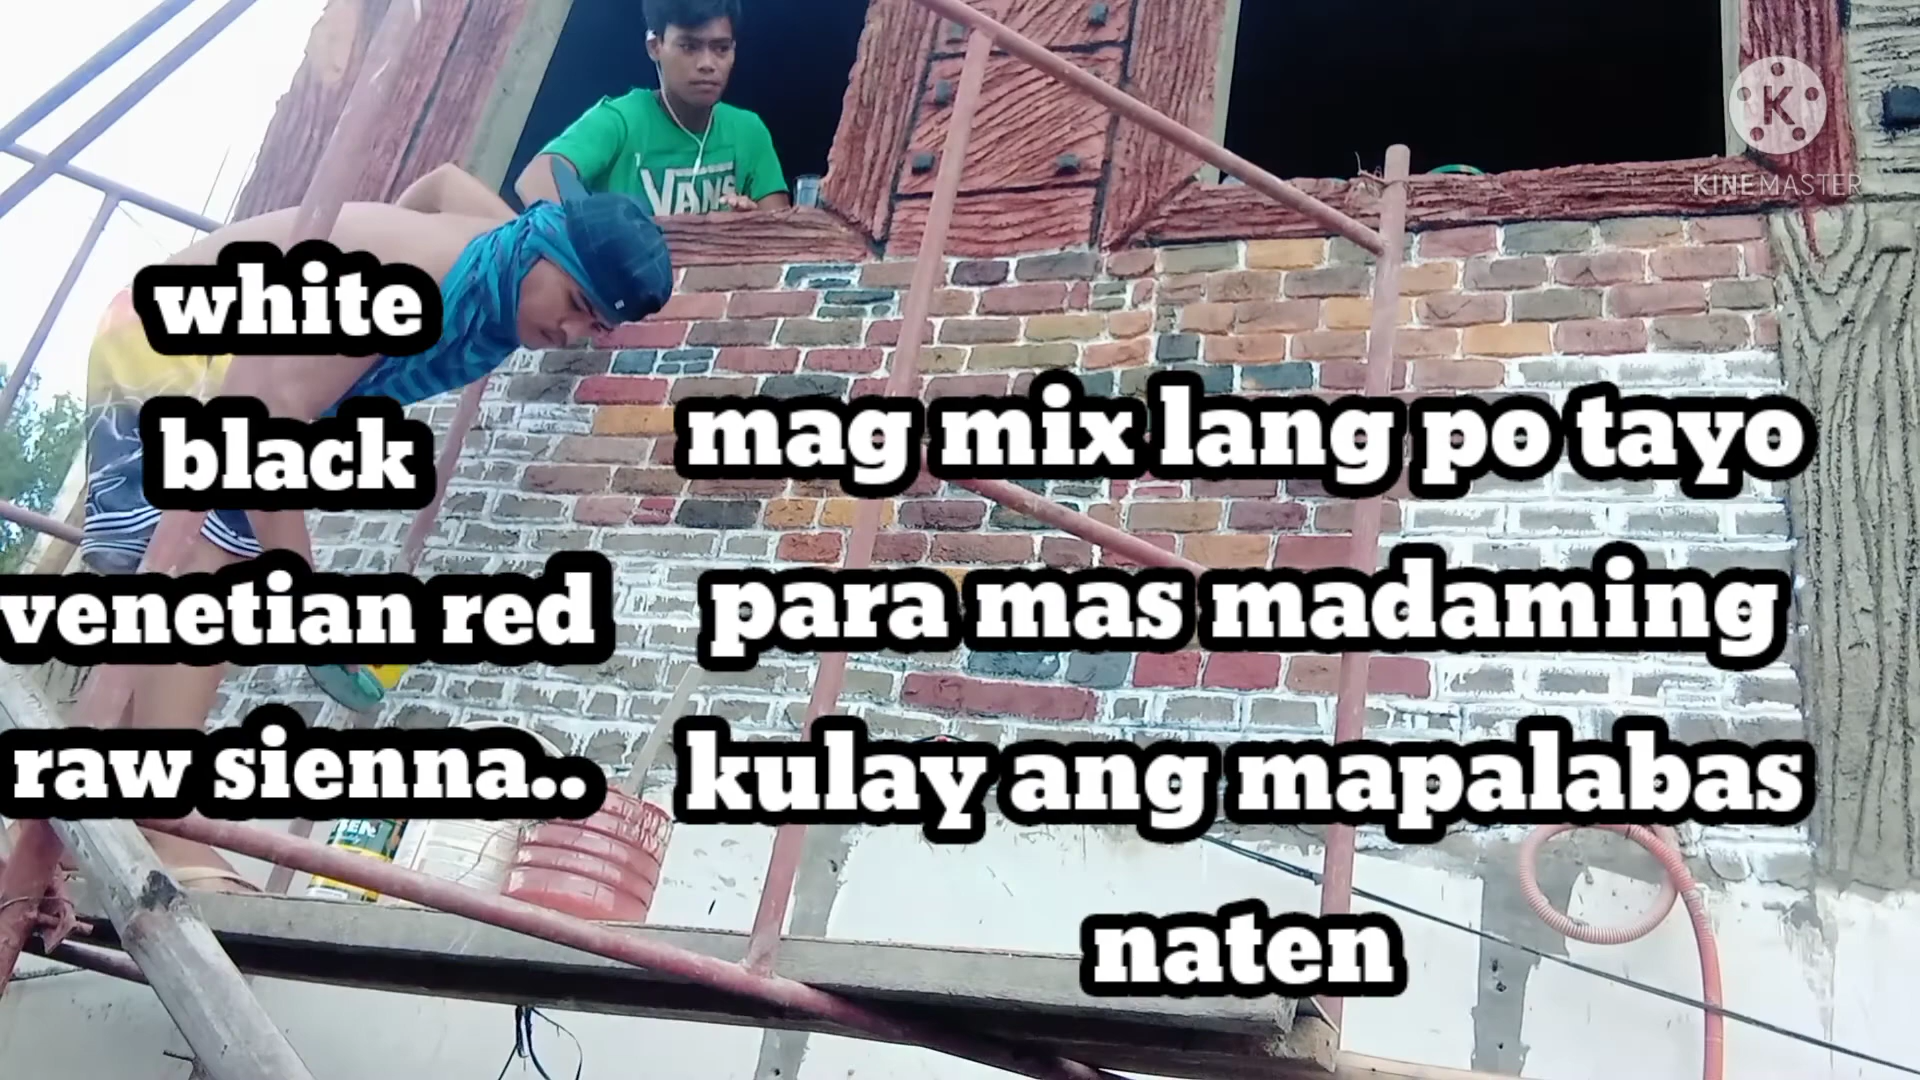 VANS
KINEMASTER
white
black
venetian red
raw sienna..
mag mix lang po tayo
para mas madaming
kulay ang mapalabas
naten